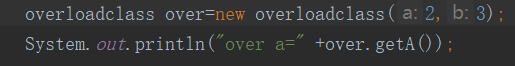 overloadclass over=new overloadclass( a: 2, b: 3);
System.out.println("over a=" +over.getA());